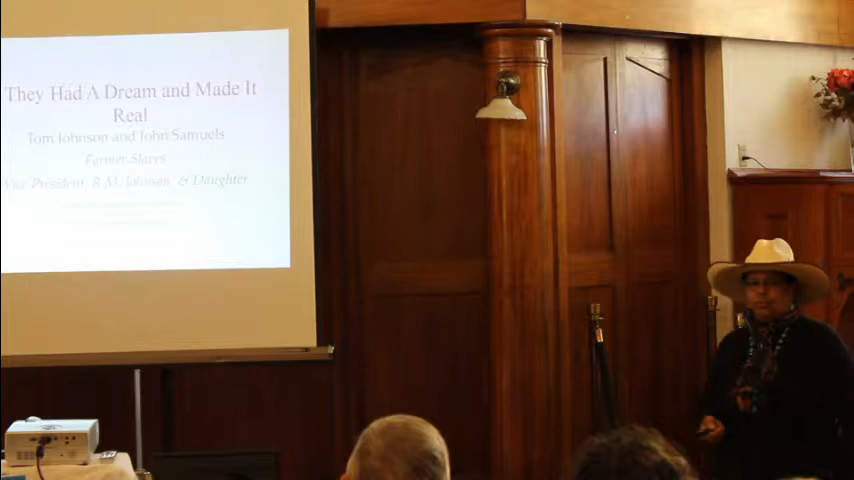 They Had A Dream and Made It
Real
Tom Johnson and John Samuels
Former Slaves
Vice President, R.M. Johnson & Daughter